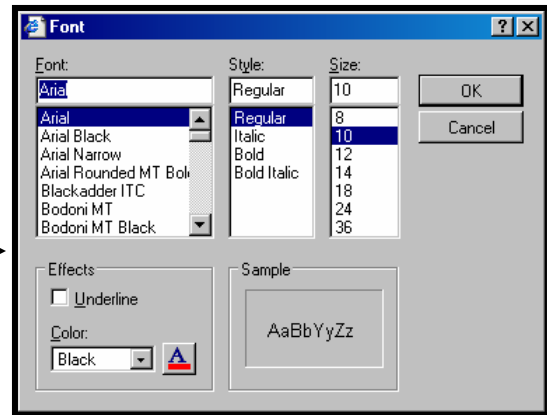 Font
Font: Style: Size:
Arial Regular 10 OK
Arial Regular 8 Cancel
Arial Black Italic 10
Arial Narrow Bold 12
Arial Rounded MT Bol Bold Italic 14
Blackadder ITC 18
Bodoni MT 24
Bodoni MT Black 36
Effects Sample
Underline
AaBbYyZz
Color:
Black A